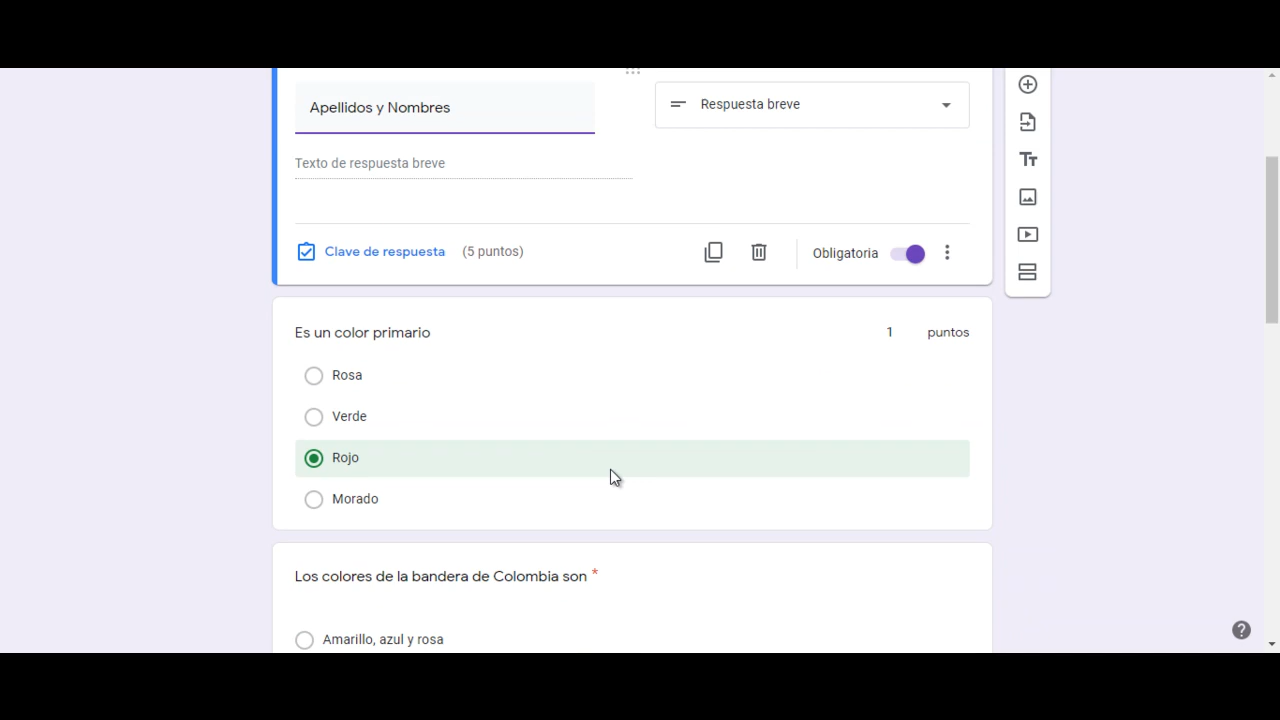 Apellidos y Nombres
Respuesta breve
Texto de respuesta breve
Clave de respuesta (5 puntos)
Obligatoria
Es un color primario 1 puntos
Rosa
Verde
Rojo
Morado
Los colores de la bandera de Colombia son *
Amarillo, azul y rosa